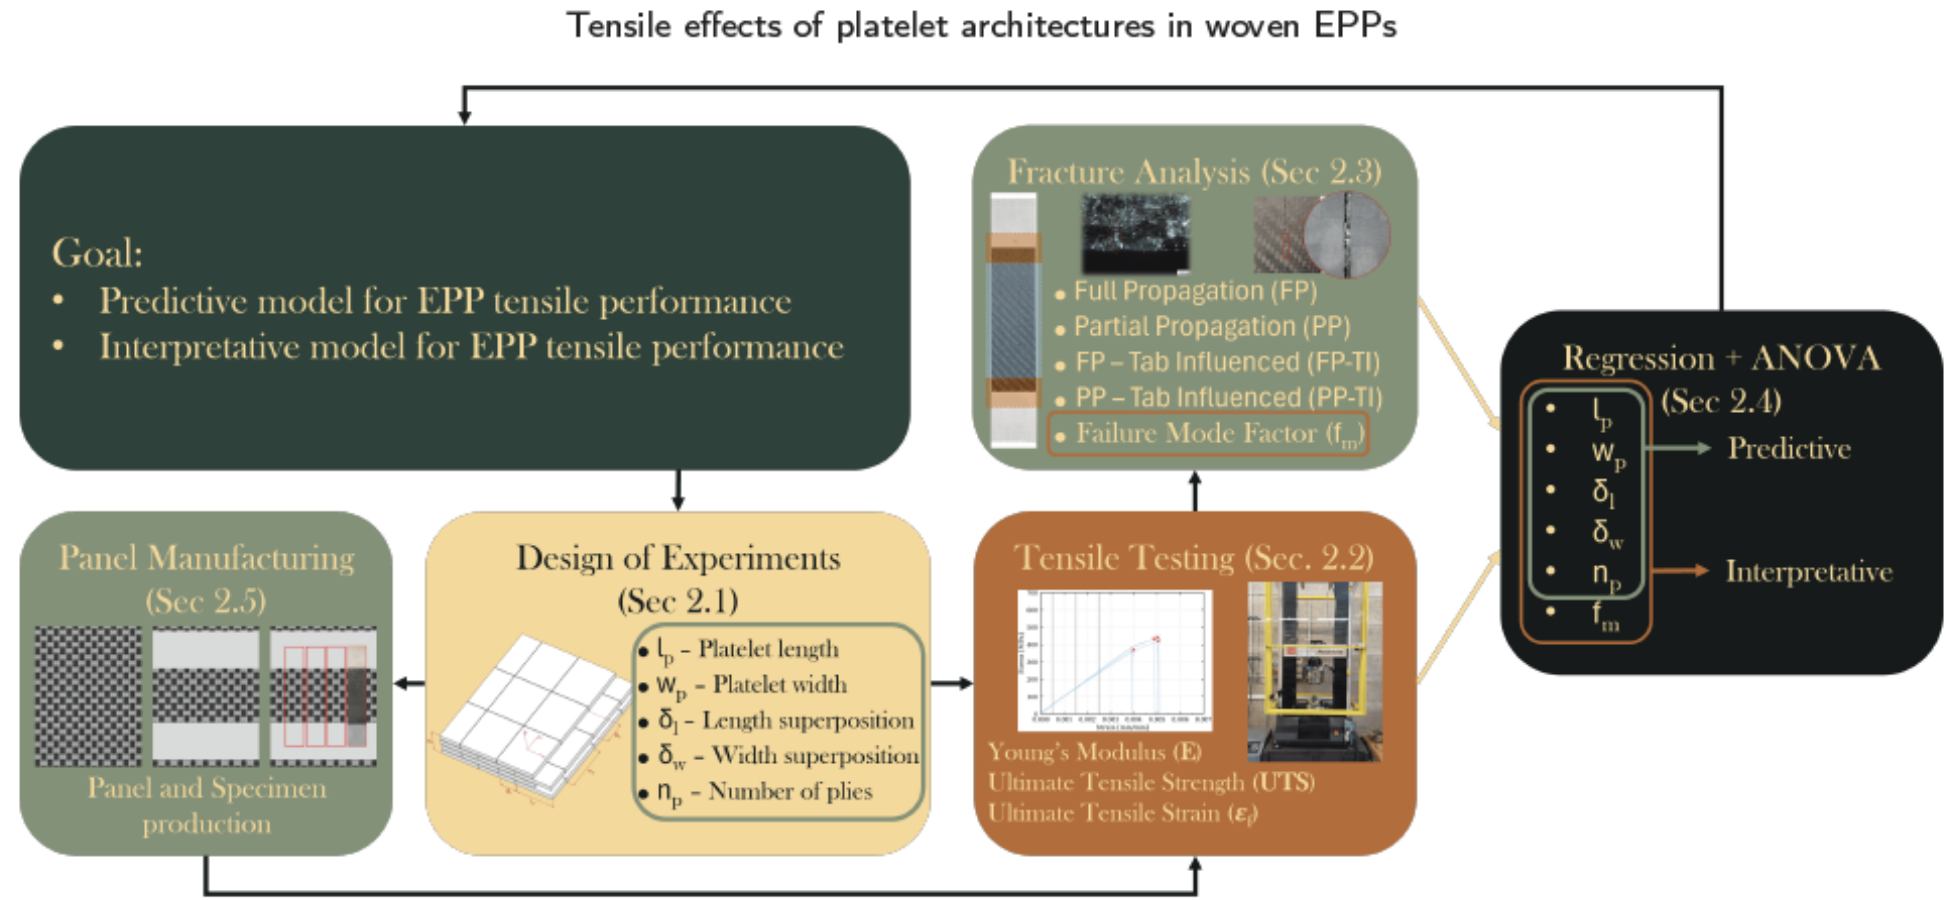 Tensile effects of platelet architectures in woven EPPs
Goal:
• Predictive model for EPP tensile performance
• Interpretative model for EPP tensile performance
Fracture Analysis (Sec 2.3)
• Full Propagation (FP)
• Partial Propagation (PP)
• FP – Tab Influenced (FP-TI)
• PP – Tab Influenced (PP-TI)
• Failure Mode Factor (fm)
Regression + ANOVA
(Sec 2.4)
• lp
• wp
• δl
• δw
• np
• fm
Predictive
Interpretative
Panel Manufacturing
(Sec 2.5)
Panel and Specimen
production
Design of Experiments
(Sec 2.1)
• lp – Platelet length
• wp – Platelet width
• δl – Length superposition
• δw – Width superposition
• np – Number of plies
Tensile Testing (Sec. 2.2)
Young's Modulus (E)
Ultimate Tensile Strength (UTS)
Ultimate Tensile Strain (εf)